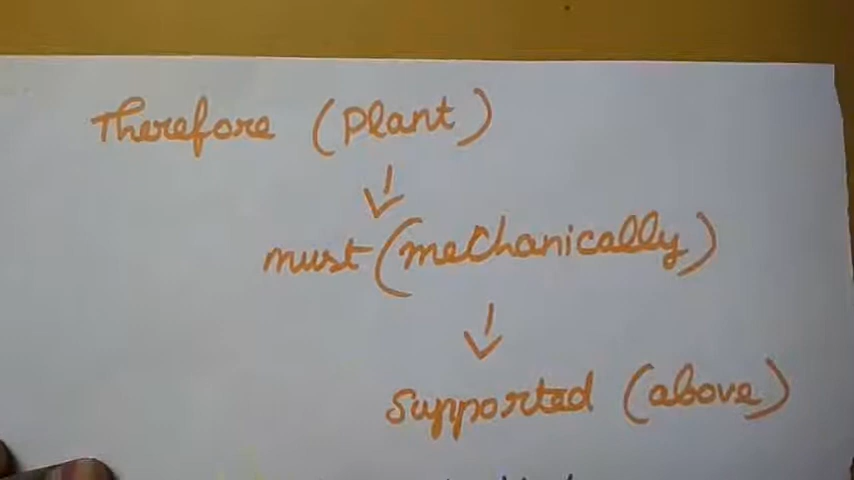 Therefore (plant)
must (mechanically)
supported (above)